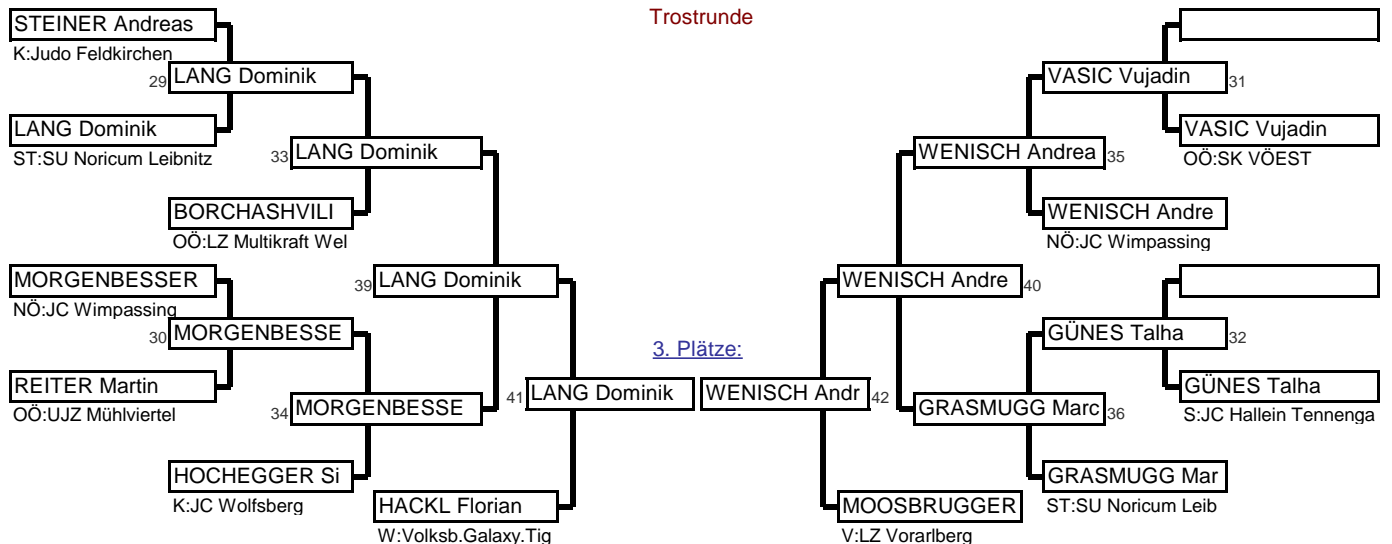 Trostrunde
STEINER Andreas
K:Judo Feldkirchen
29 LANG Dominik
LANG Dominik
ST:SU Noricum Leibnitz
33 LANG Dominik
BORCHASHVILI
OÖ:LZ Multikraft Wel
39 LANG Dominik
MORGENBESSER
NÖ:JC Wimpassing
30 MORGENBESSE
REITER Martin
OÖ:UJZ Mühlviertel
34 MORGENBESSE
HOCHEGGER Si
K:JC Wolfsberg
3. Plätze:
41 LANG Dominik
HACKL Florian
W:Volksb.Galaxy.Tig
VASIC Vujadin 31
VASIC Vujadin
OÖ:SK VÖEST
WENISCH Andrea 35
WENISCH Andre
NÖ:JC Wimpassing
WENISCH Andre 40
GÜNES Talha 32
GÜNES Talha
S:JC Hallein Tennenga
WENISCH Andr 42
GRASMUGG Marc 36
GRASMUGG Mar
ST:SU Noricum Leib
MOOSBRUGGER
V:LZ Vorarlberg